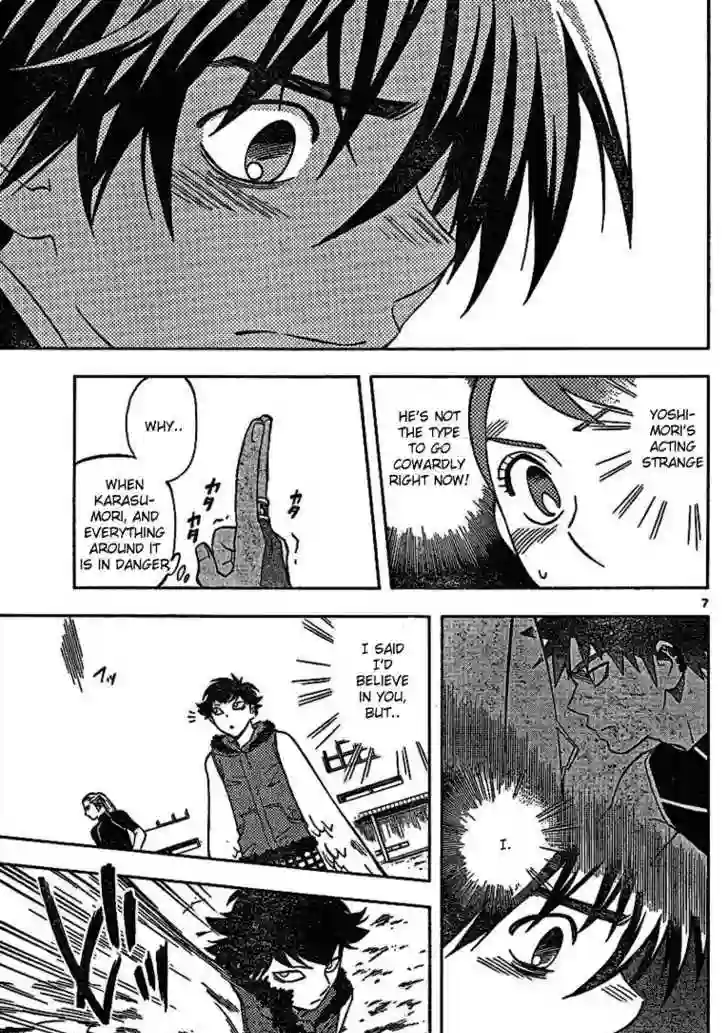 YOSHI-
MORI'S
ACTING
STRANGE
HE'S NOT
THE TYPE
TO GO
COWARDLY
RIGHT NOW!
WHY..
WHEN
KARASU-
MORI, AND
EVERYTHING
AROUND IT
IS IN DANGER
カタ
カタ
カタ
7
I.
I SAID
I'D
BELIEVE
IN YOU,
BUT..